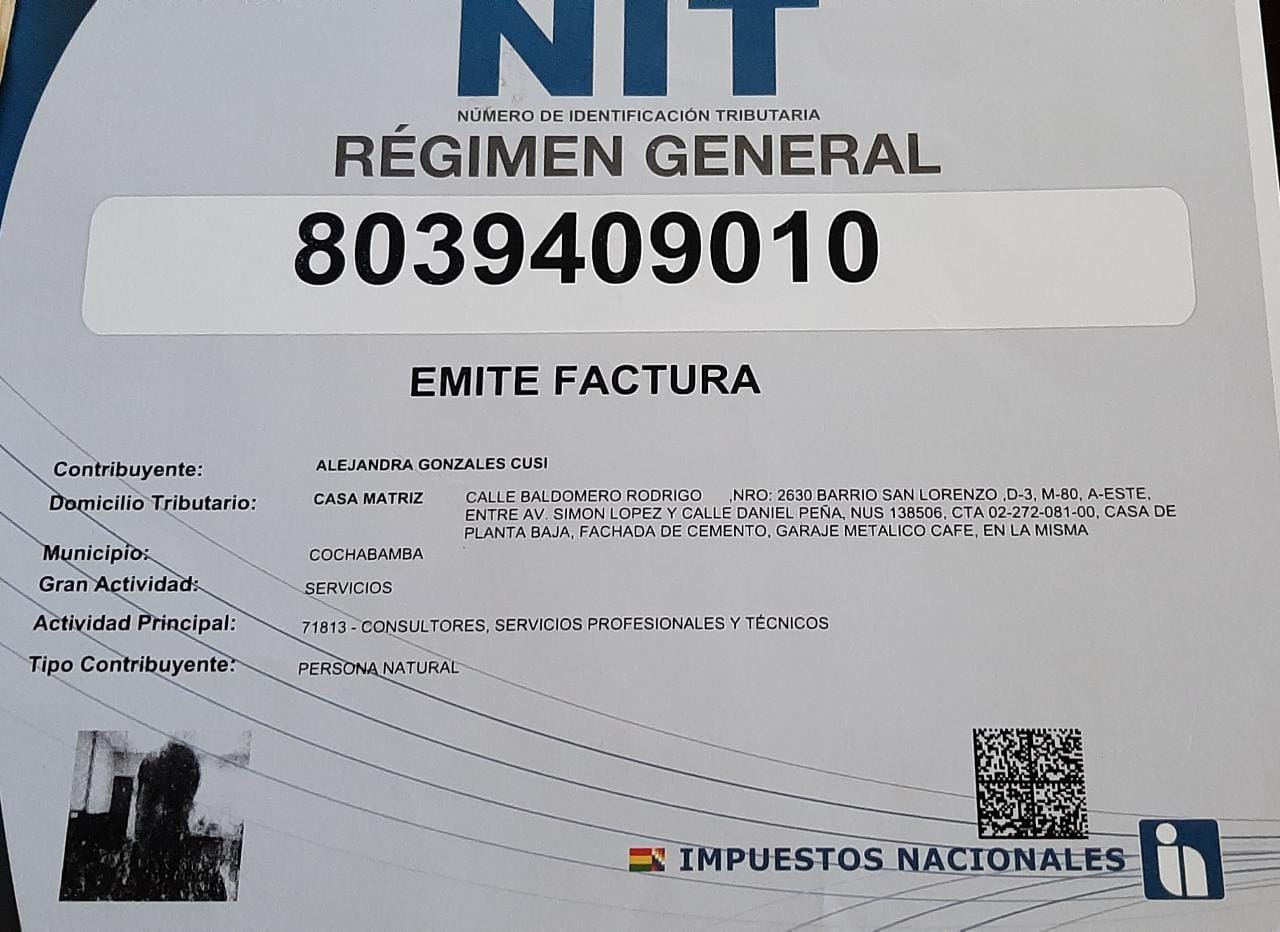 NIT
NÚMERO DE IDENTIFICACIÓN TRIBUTARIA
RÉGIMEN GENERAL
8039409010
EMITE FACTURA
Contribuyente: ALEJANDRA GONZALES CUSI
Domicilio Tributario: CASA MATRIZ CALLE BALDOMERO RODRIGO ,NRO: 2630 BARRIO SAN LORENZO ,D-3, M-80, A-ESTE,
ENTRE AV. SIMON LOPEZ Y CALLE DANIEL PEÑA, NUS 138506, CTA 02-272-081-00, CASA DE
PLANTA BAJA, FACHADA DE CEMENTO, GARAJE METALICO CAFE, EN LA MISMA
Municipio: COCHABAMBA
Gran Actividad: SERVICIOS
Actividad Principal: 71813 - CONSULTORES, SERVICIOS PROFESIONALES Y TÉCNICOS
Tipo Contribuyente: PERSONA NATURAL
IMPUESTOS NACIONALES in